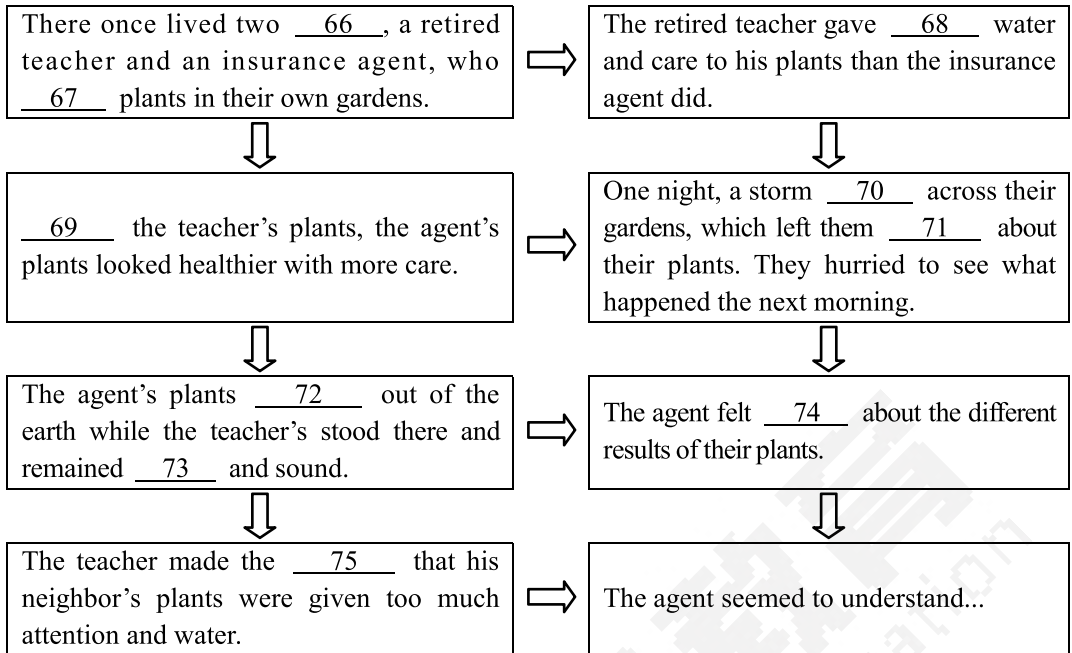 There once lived two 66 , a retired
teacher and an insurance agent, who
67 plants in their own gardens.
The retired teacher gave 68 water
and care to his plants than the insurance
agent did.
69 the teacher's plants, the agent's
plants looked healthier with more care.
One night, a storm 70 across their
gardens, which left them 71 about
their plants. They hurried to see what
happened the next morning.
The agent's plants 72 out of the
earth while the teacher's stood there and
remained 73 and sound.
The agent felt 74 about the different
results of their plants.
The teacher made the 75 that his
neighbor's plants were given too much
attention and water.
The agent seemed to understand...